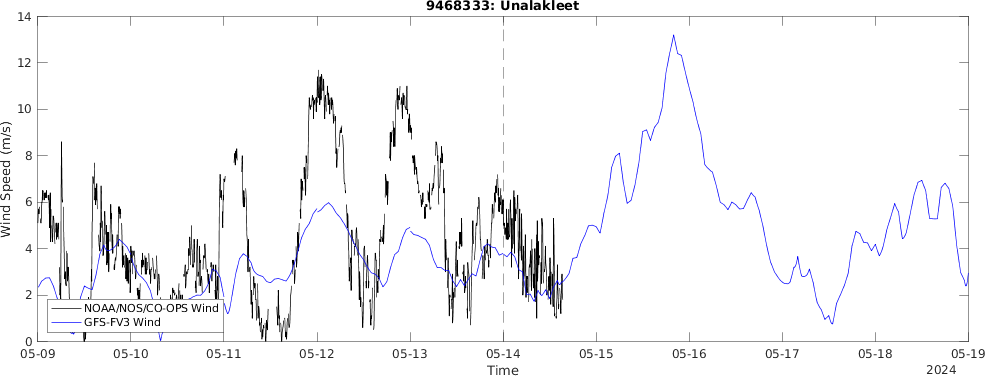 9468333: Unalakleet
14
12
10
8
6
4
2
0
Wind Speed (m/s)
NOAA/NOS/CO-OPS Wind
GFS-FV3 Wind
05-09 05-10 05-11 05-12 05-13 05-14 05-15 05-16 05-17 05-18 05-19
Time
2024